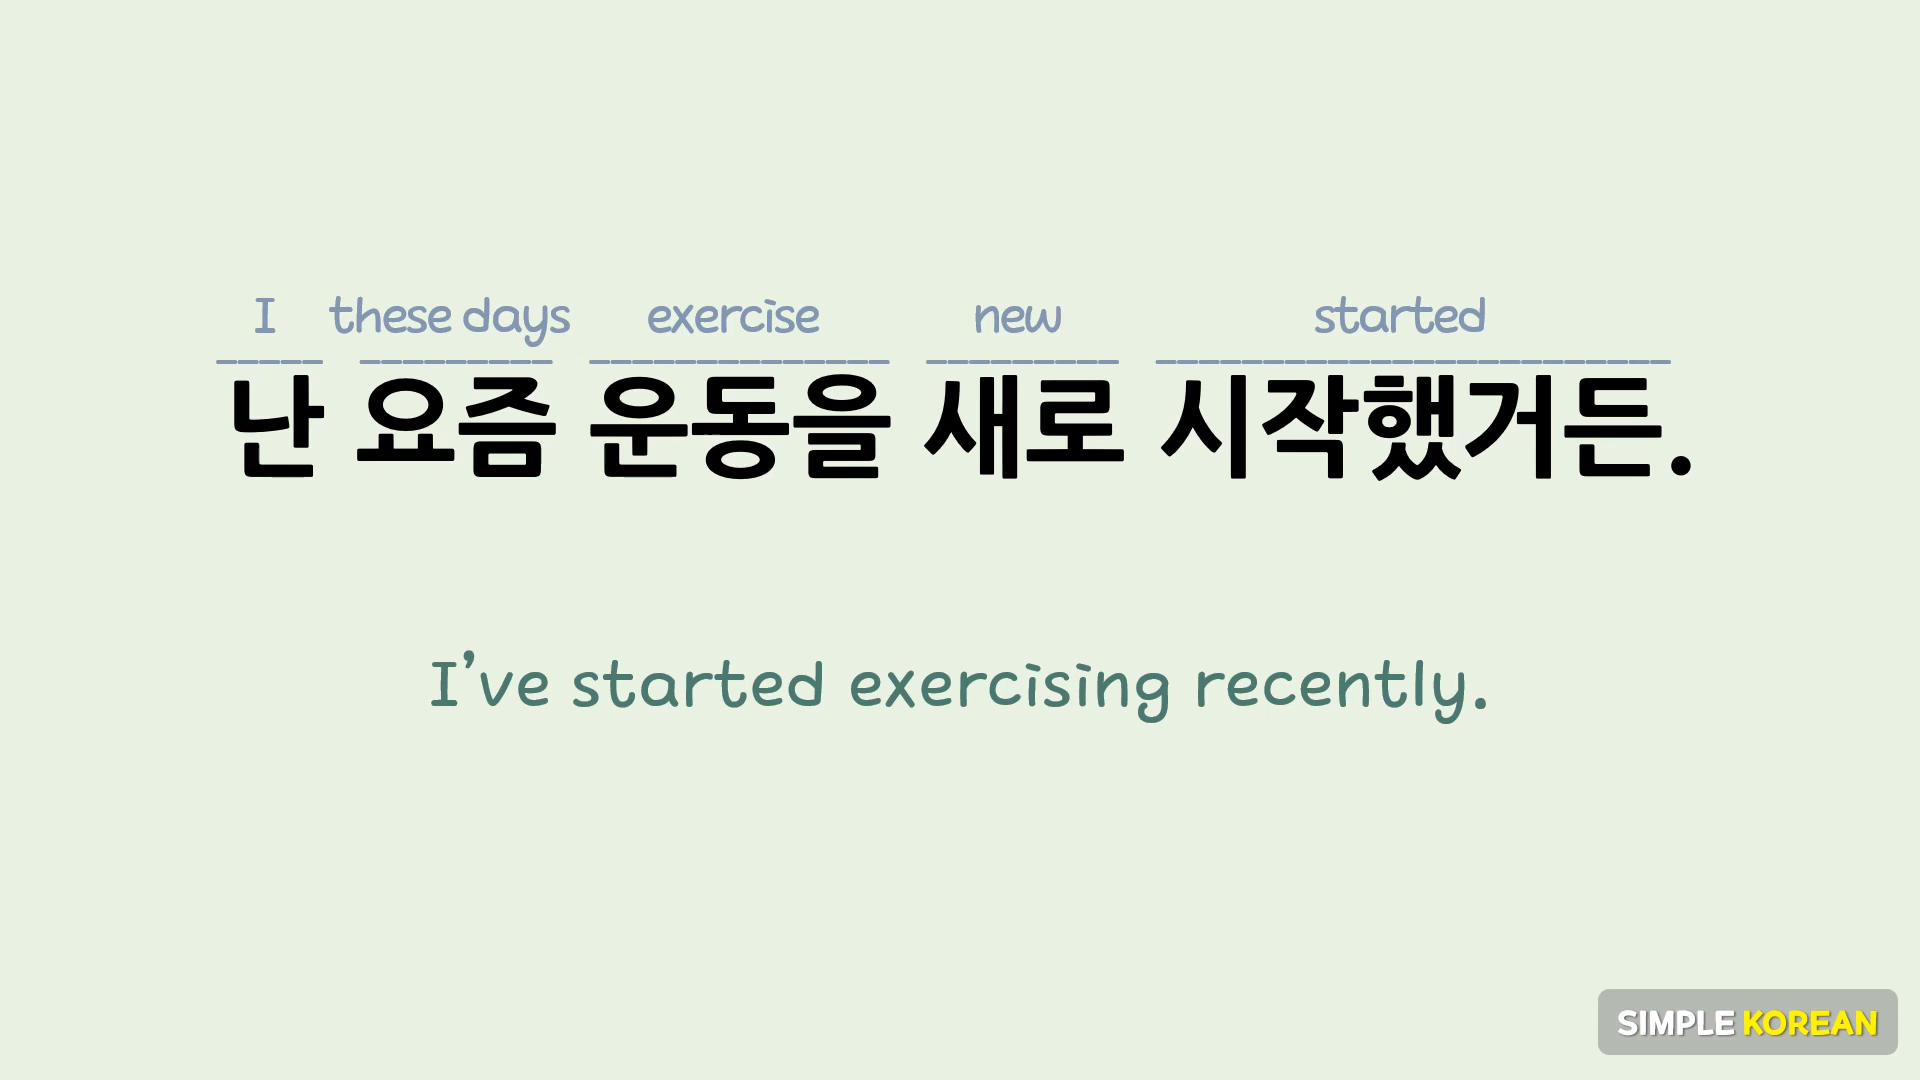 I these days exercise new started
난 요즘 운동을 새로 시작했거든.
I've started exercising recently.
SIMPLE KOREAN